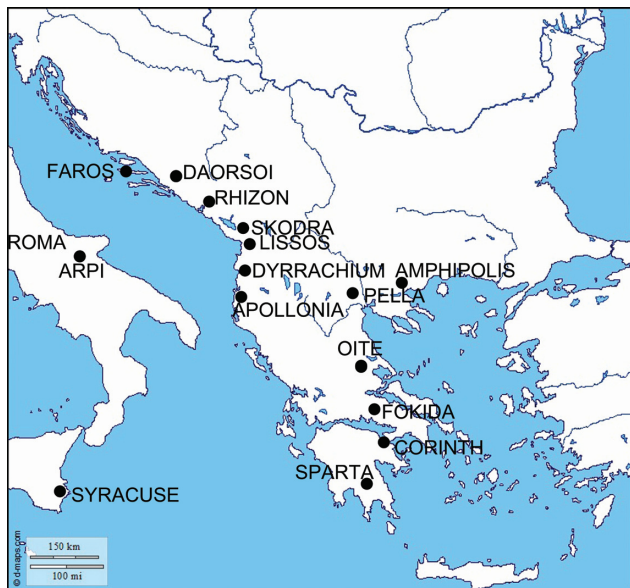 FAROS
DAORSOI
RHIZON
SKODRA
ROMA
LISSOS
ARPI
DYRRACHIUM
AMPHIPOLIS
PELLA
APOLLONIA
OITE
FOKIDA
CORINTH
SPARTA
SYRACUSE
150 km
100 mi
© d-maps.com